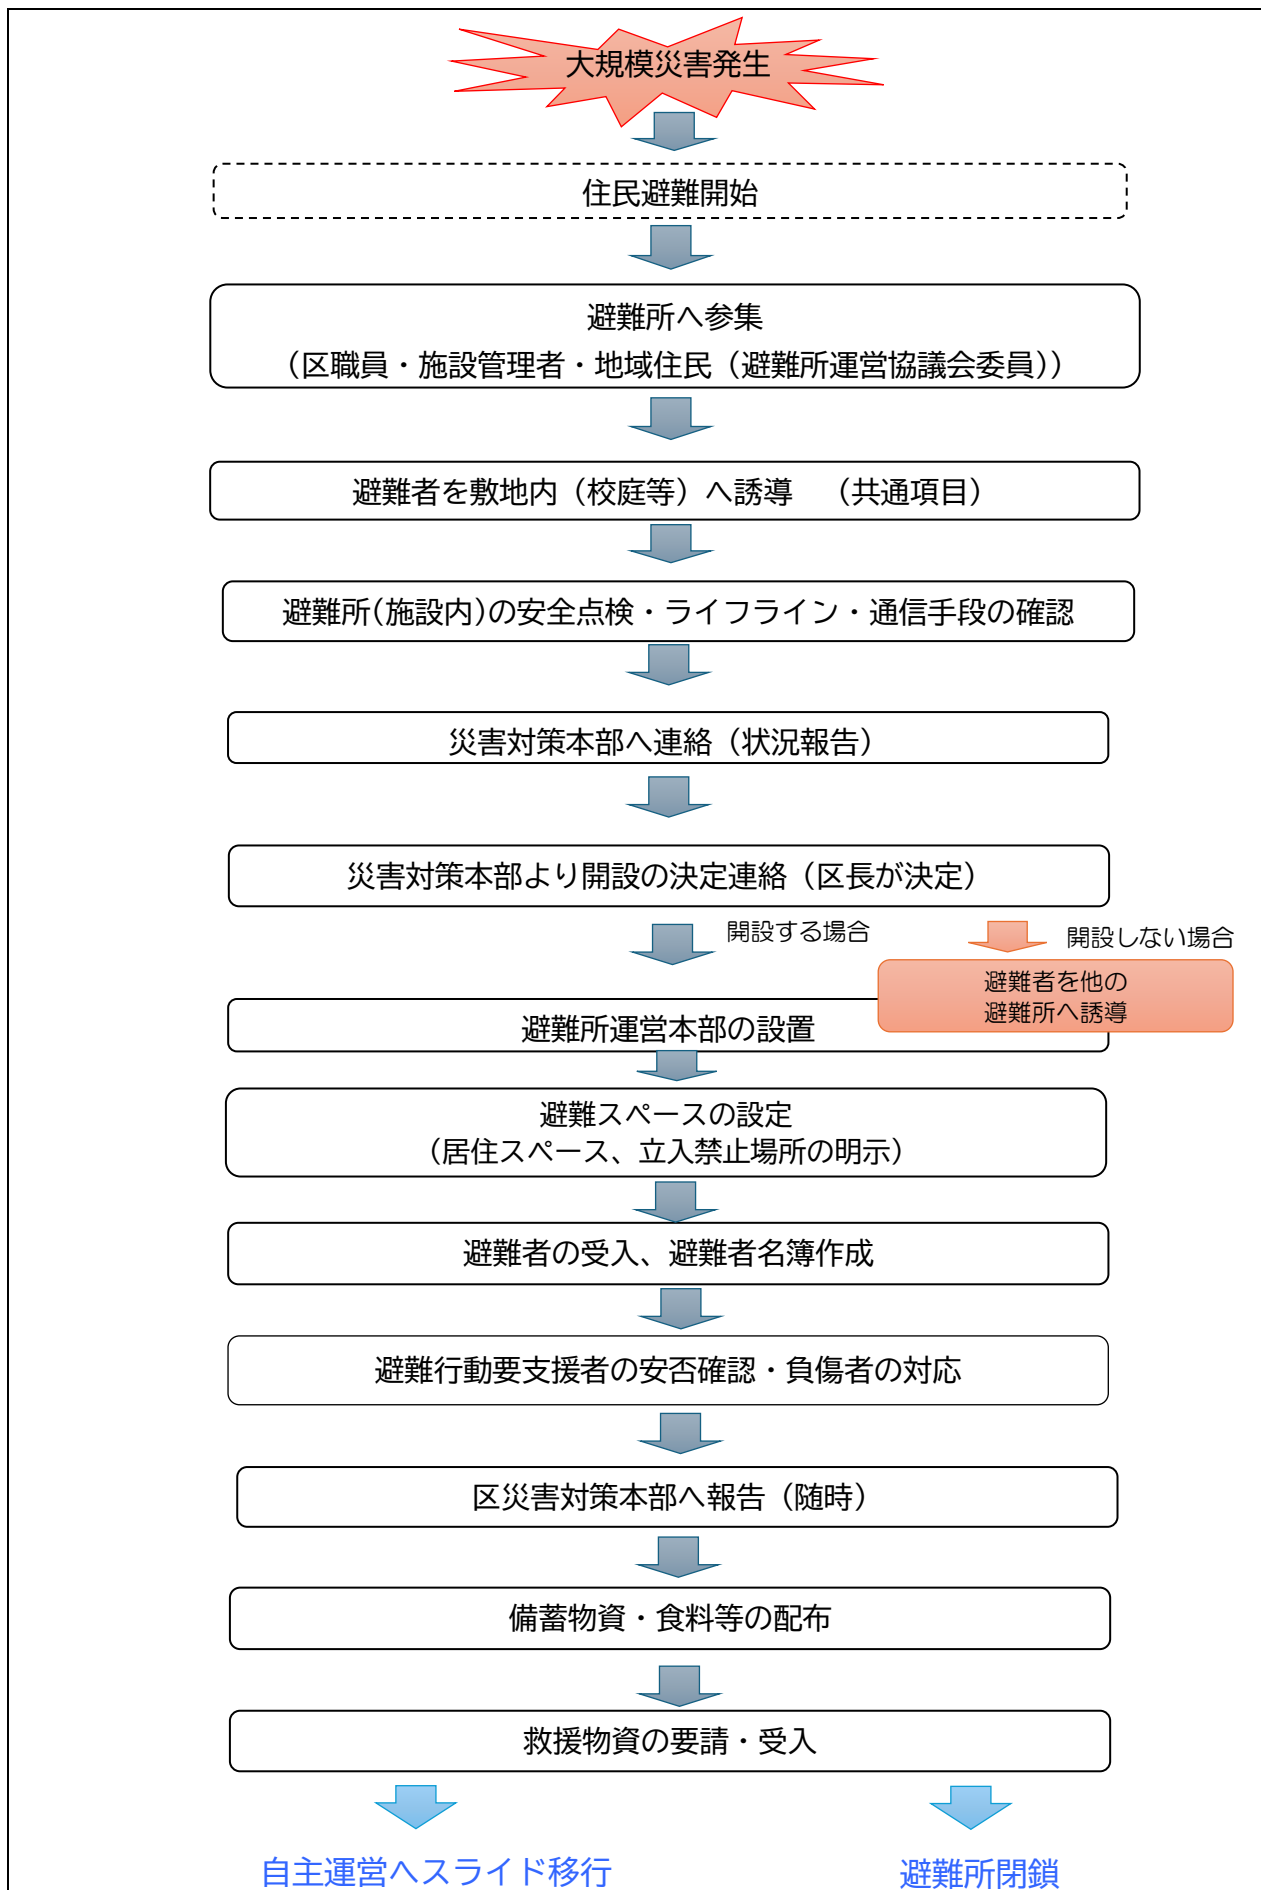 大規模災害発生
住民避難開始
避難所へ参集
（区職員・施設管理者・地域住民（避難所運営協議会委員））
避難者を敷地内（校庭等）へ誘導　（共通項目）
避難所(施設内)の安全点検・ライフライン・通信手段の確認
災害対策本部へ連絡（状況報告）
災害対策本部より開設の決定連絡（区長が決定）
開設する場合
開設しない場合
避難者を他の
避難所へ誘導
避難所運営本部の設置
避難スペースの設定
（居住スペース、立入禁止場所の明示）
避難者の受入、避難者名簿作成
避難行動要支援者の安否確認・負傷者の対応
区災害対策本部へ報告（随時）
備蓄物資・食料等の配布
救援物資の要請・受入
自主運営へスライド移行
避難所閉鎖